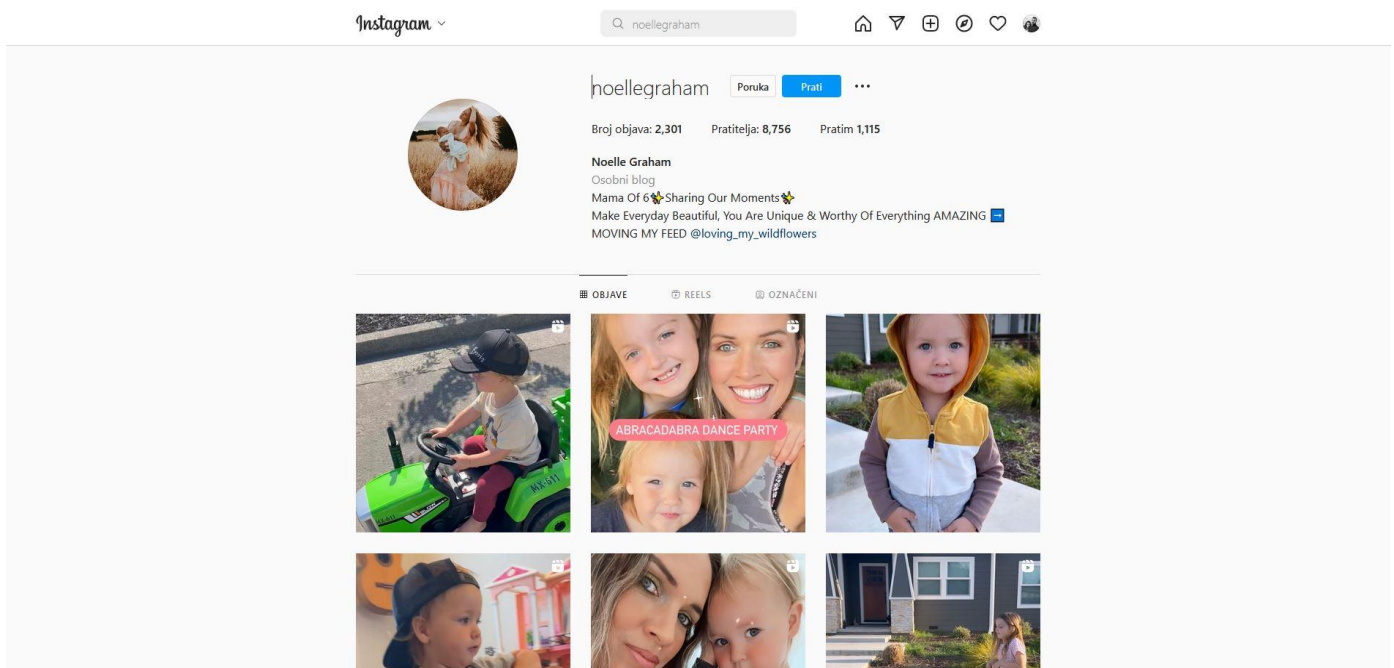 Instagram
noellegraham
noellegraham Poruka Prati
Broj objava: 2,301 Pratitelja: 8,756 Pratim 1,115
Noelle Graham
Osobni blog
Mama Of 6✨Sharing Our Moments✨
Make Everyday Beautiful, You Are Unique & Worthy Of Everything AMAZING ➡️
MOVING MY FEED @loving_my_wildflowers
OBJAVE REELS OZNAČENI
ABRACADABRA DANCE PARTY
MX-611